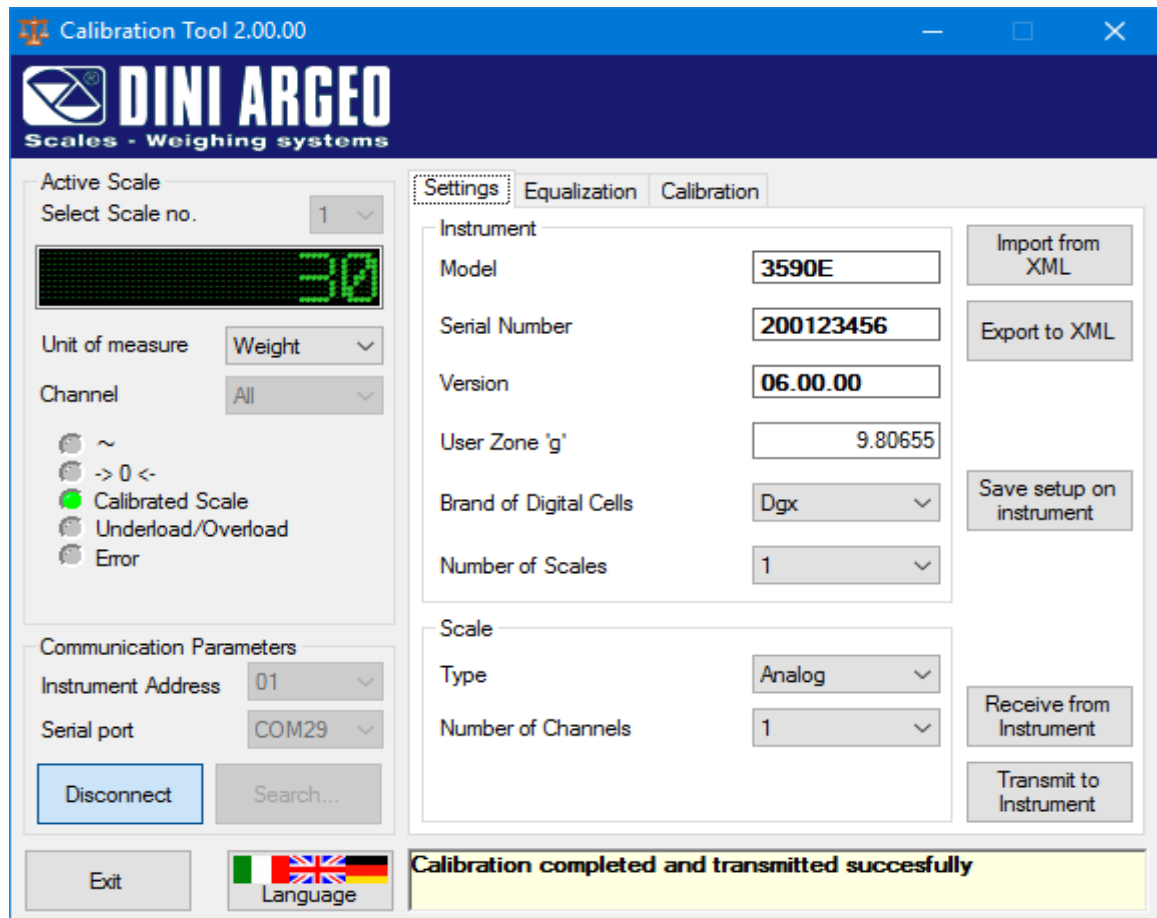 Calibration Tool 2.00.00
DINI ARGEO
®
Scales - Weighing systems
Active Scale
Select Scale no.
1
30
Unit of measure
Weight
Channel
All
~
-> 0 <-
Calibrated Scale
Underload/Overload
Error
Communication Parameters
Instrument Address
01
Serial port
COM29
Disconnect
Search...
Exit
Language
Settings
Equalization
Calibration
Instrument
Model
3590E
Serial Number
200123456
Version
06.00.00
User Zone 'g'
9.80655
Brand of Digital Cells
Dgx
Number of Scales
1
Scale
Type
Analog
Number of Channels
1
Import from
XML
Export to XML
Save setup on
instrument
Receive from
Instrument
Transmit to
Instrument
Calibration completed and transmitted succesfully